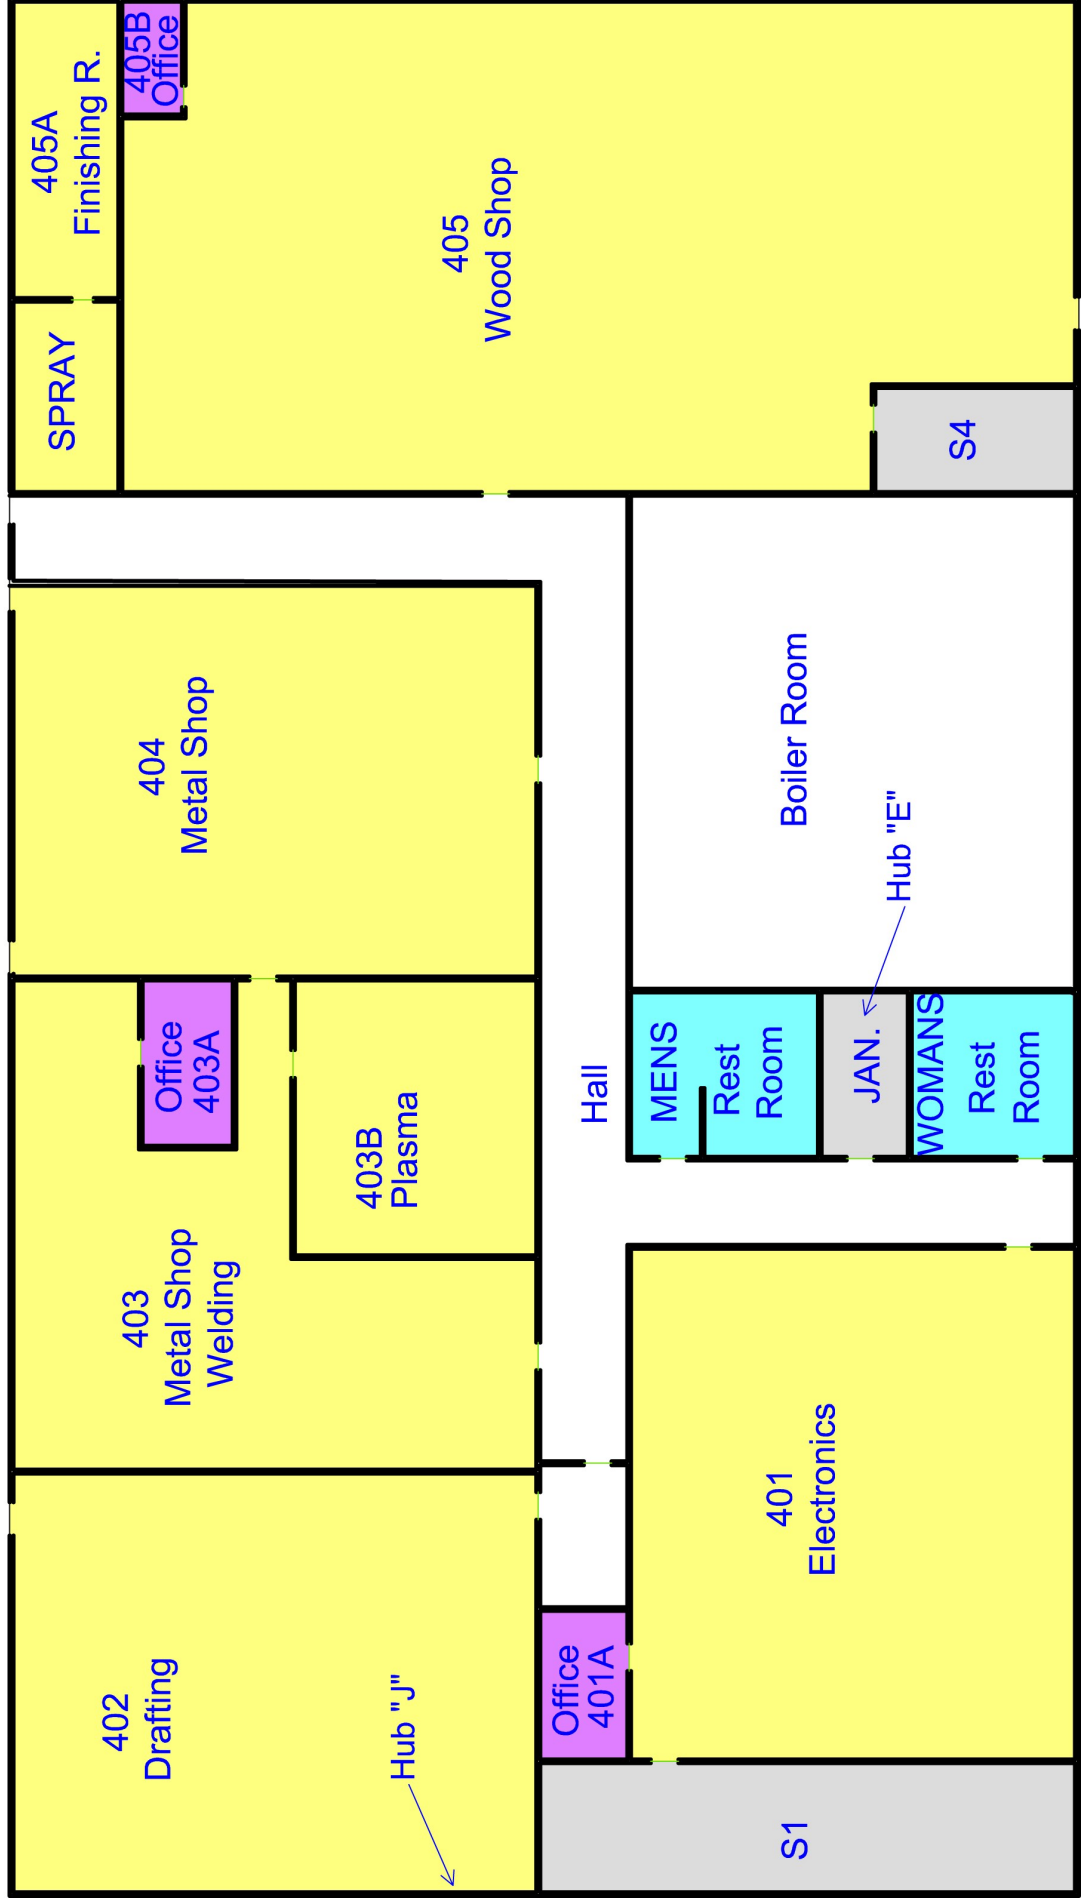 402
Drafting
Hub "J"
403
Metal Shop
Welding
Office
403A
403B
Plasma
404
Metal Shop
SPRAY
405A
Finishing R.
405B
Office
405
Wood Shop
S4
Hall
Office
401A
S1
401
Electronics
MENS
Rest
Room
JAN.
WOMANS
Rest
Room
Hub "E"
Boiler Room